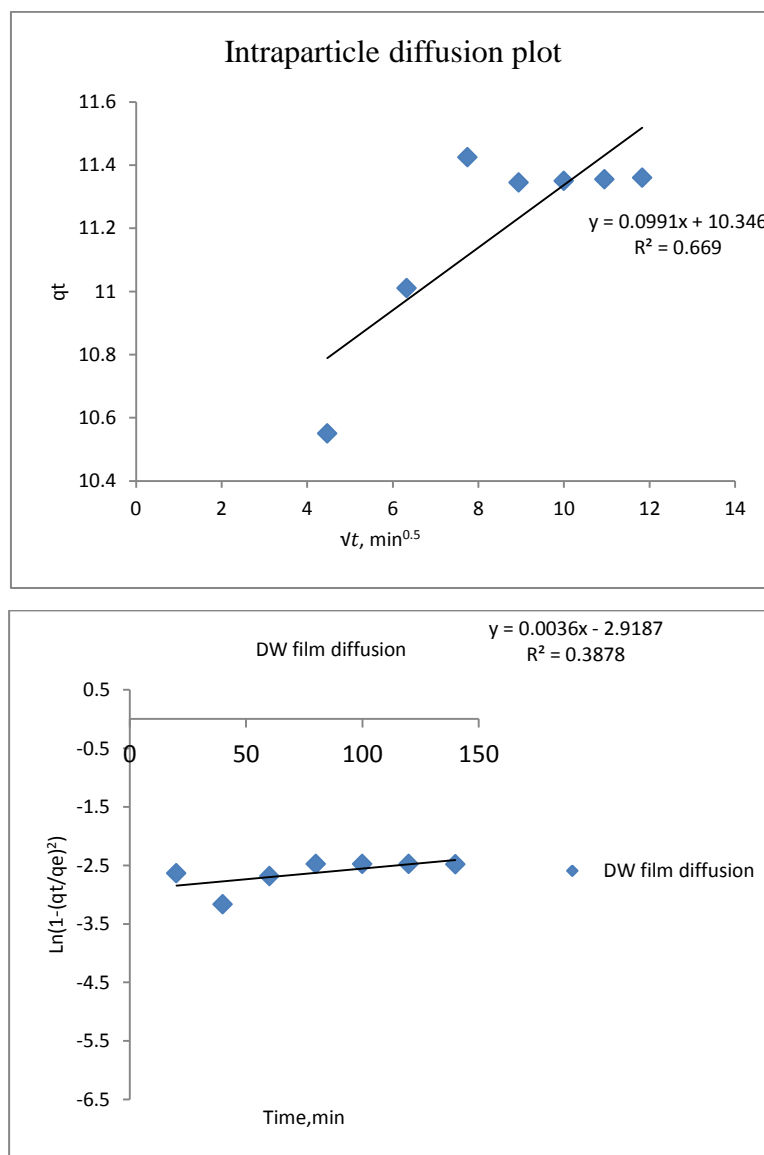 Intraparticle diffusion plot
11.6
11.4
11.2
11
10.8
10.6
10.4
qt
y = 0.0991x + 10.346
R² = 0.669
0 2 4 6 8 10 12 14
√t, min⁰·⁵
y = 0.0036x - 2.9187
R² = 0.3878
DW film diffusion
0.5
-0.5
-1.5
-2.5
-3.5
-4.5
-5.5
-6.5
0 50 100 150
Ln(1-(qt/qe)²)
DW film diffusion
Time,min